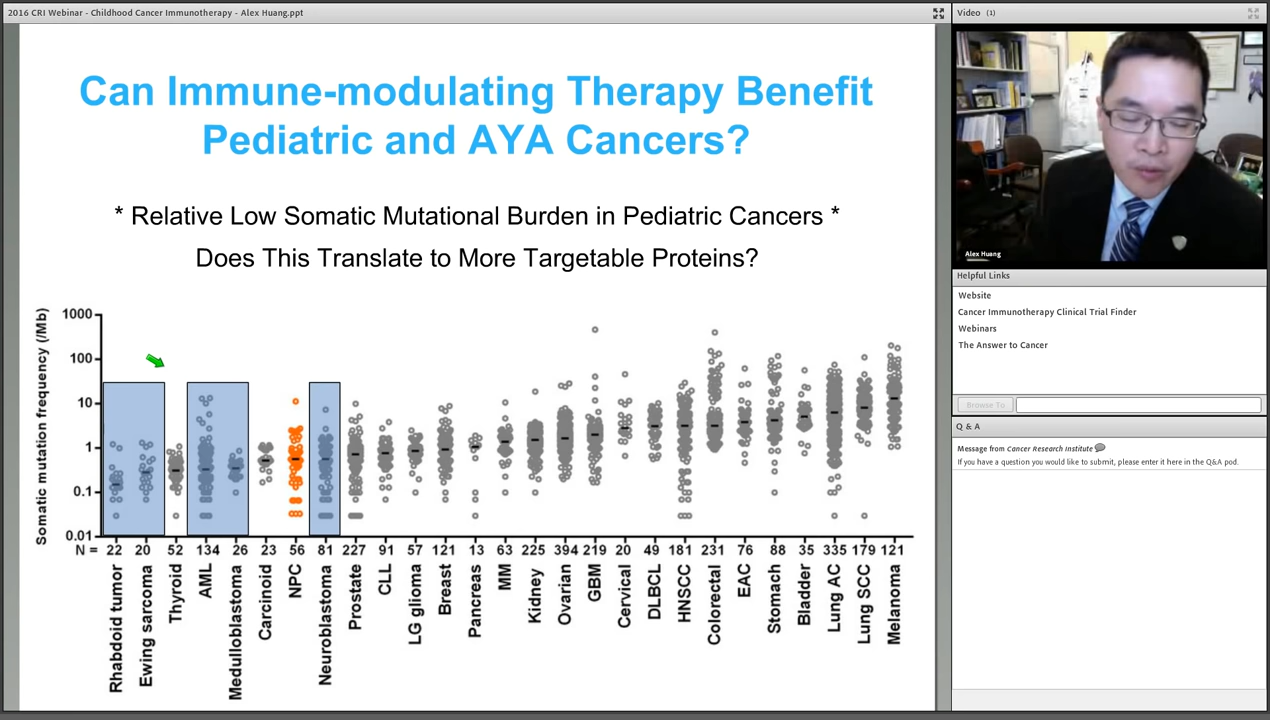 2016 CRI Webinar - Childhood Cancer Immunotherapy - Alex Huang.ppt
Can Immune-modulating Therapy Benefit
Pediatric and AYA Cancers?
* Relative Low Somatic Mutational Burden in Pediatric Cancers *
Does This Translate to More Targetable Proteins?
Somatic mutation frequency (/Mb)
1000
100
10
1
0.1
0.01
N = 22 20 52 134 26 23 56 81 227 91 57 121 13 63 225 394 219 20 49 181 231 76 88 35 335 179 121
Rhabdoid tumor
Ewing sarcoma
Thyroid
AML
Medulloblastoma
Carcinoid
NPC
Neuroblastoma
Prostate
CLL
LG glioma
Breast
Pancreas
MM
Kidney
Ovarian
GBM
Cervical
DLBCL
HNSCC
Colorectal
EAC
Stomach
Bladder
Lung AC
Lung SCC
Melanoma
Video (1)
Alex Huang
Helpful Links
Website
Cancer Immunotherapy Clinical Trial Finder
Webinars
The Answer to Cancer
Browse To
Q & A
Message from Cancer Research Institute
If you have a question you would like to submit, please enter it here in the Q&A pod.